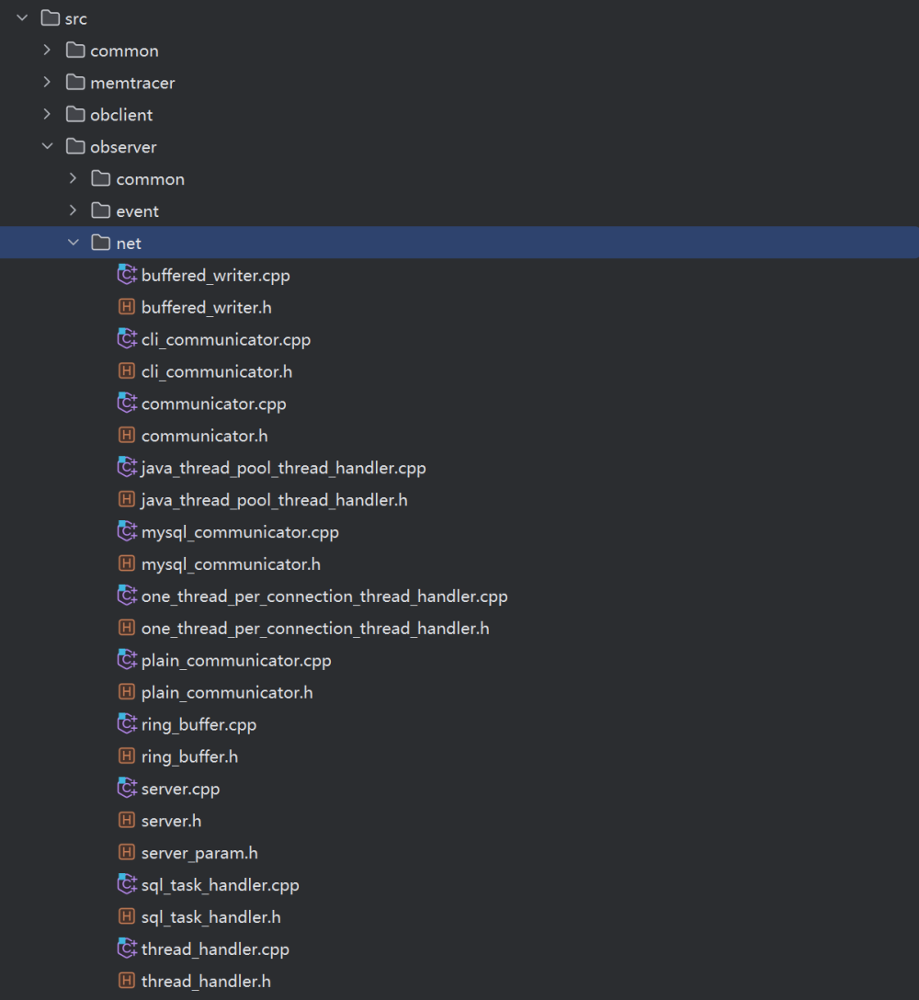 src
common
memtracer
obclient
observer
common
event
net
buffered_writer.cpp
buffered_writer.h
cli_communicator.cpp
cli_communicator.h
communicator.cpp
communicator.h
java_thread_pool_thread_handler.cpp
java_thread_pool_thread_handler.h
mysql_communicator.cpp
mysql_communicator.h
one_thread_per_connection_thread_handler.cpp
one_thread_per_connection_thread_handler.h
plain_communicator.cpp
plain_communicator.h
ring_buffer.cpp
ring_buffer.h
server.cpp
server.h
server_param.h
sql_task_handler.cpp
sql_task_handler.h
thread_handler.cpp
thread_handler.h